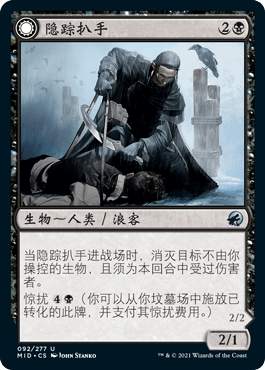 隐踪扒手 2
生物～人类／浪客
当隐踪扒手进战场时，消灭目标不由你
操控的生物，且须为本回合中受过伤害
者。
惊扰 4（你可以从你坟墓场中施放已
转化的此牌，并支付其惊扰费用。）
2/2
2/1
092/277 U
MID • CS JOHN STANKO
™ & © 2021 Wizards of the Coast